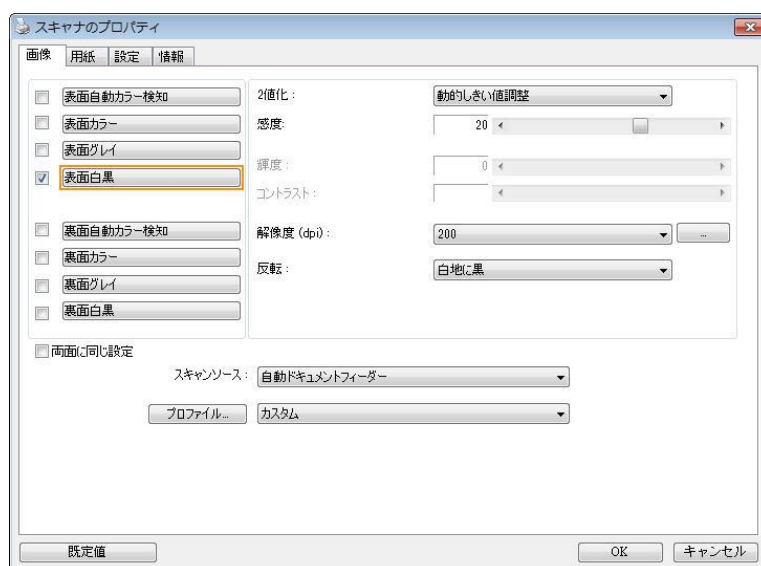 スキャナのプロパティ
画像 用紙 設定 情報
表面自動カラー検知
表面カラー
表面グレイ
表面白黒
裏面自動カラー検知
裏面カラー
裏面グレイ
裏面白黒
2値化： 動的しきい値調整
感度: 20
輝度： 0
コントラスト：
解像度 (dpi)： 200 ...
反転： 白地に黒
両面に同じ設定
スキャンソース： 自動ドキュメントフィーダー
プロファイル... カスタム
既定値 OK キャンセル